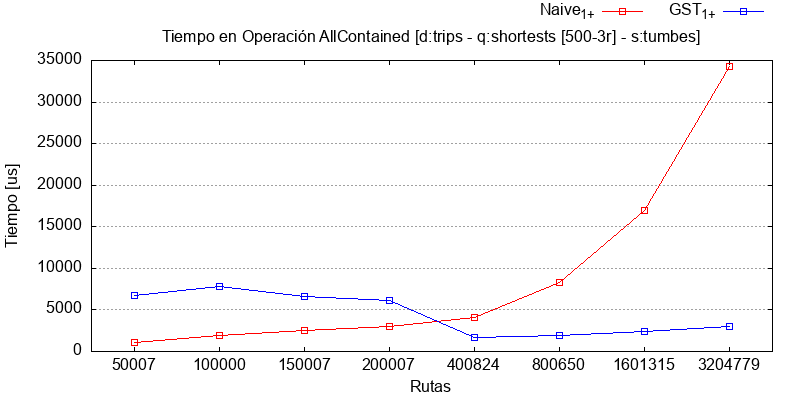 Naive1+ GST1+
Tiempo en Operación AllContained [d:trips - q:shortests [500-3r] - s:tumbes]
35000
30000
25000
20000
15000
10000
5000
0
Tiempo [us]
50007 100000 150007 200007 400824 800650 1601315 3204779
Rutas